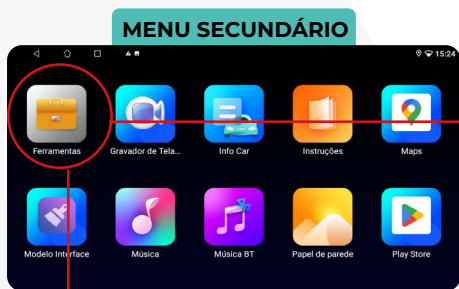 MENU SECUNDÁRIO
15:24
Ferramentas
Gravador de Tela...
Info Car
Instruções
Maps
Modelo Interface
Música
Música BT
Papel de parede
Play Store